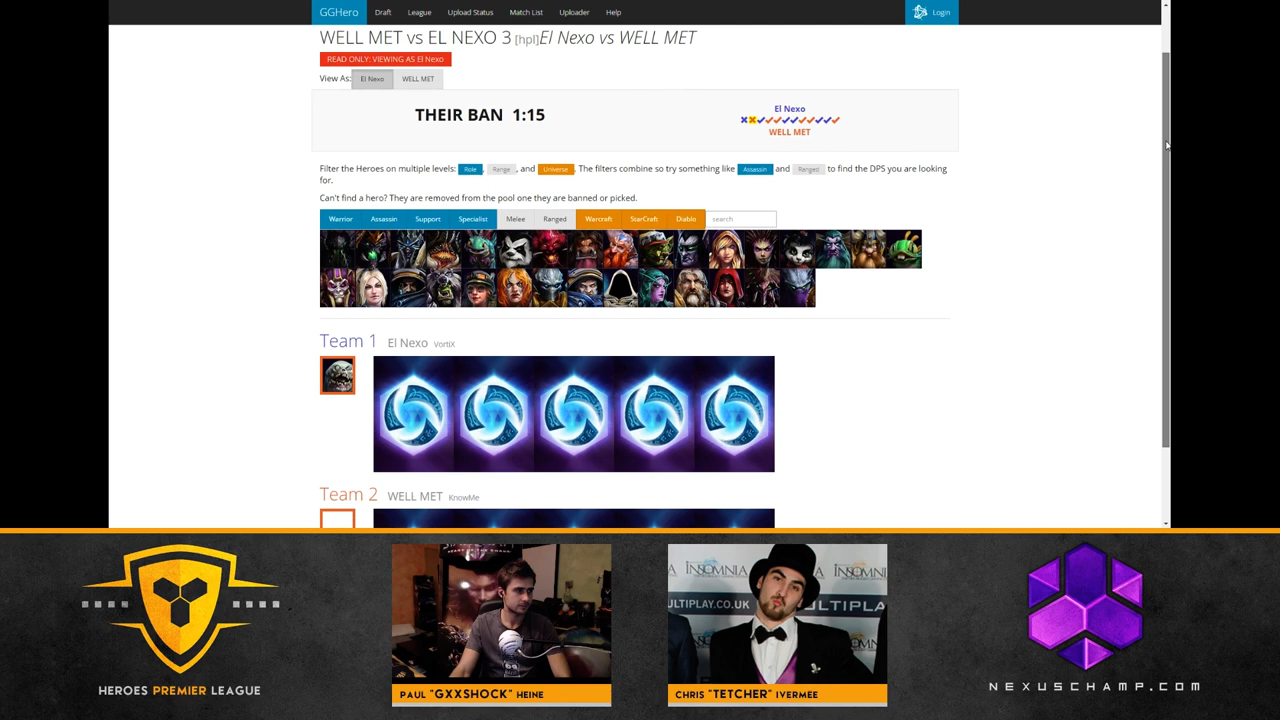 GGHero Draft League Upload Status Match List Uploader Help Login
WELL MET vs EL NEXO 3 [hpl]El Nexo vs WELL MET
READ ONLY: VIEWING AS El Nexo
View As: El Nexo WELL MET
THEIR BAN 1:15
El Nexo
WELL MET
Filter the Heroes on multiple levels: Role, Range, and Universe. The filters combine so try something like Assassin and Ranged to find the DPS you are looking
for.
Can't find a hero? They are removed from the pool one they are banned or picked.
Warrior Assassin Support Specialist Melee Ranged Warcraft StarCraft Diablo search
Team 1 El Nexo VortiX
Team 2 WELL MET KnowMe
HEROES PREMIER LEAGUE
PAUL "GXXSHOCK" HEINE
INSOMNIA
MULTIPLAY.CO.UK
MULTIPLA
CHRIS "TETCHER" IVERMEE
NEXUSCHAMP.COM